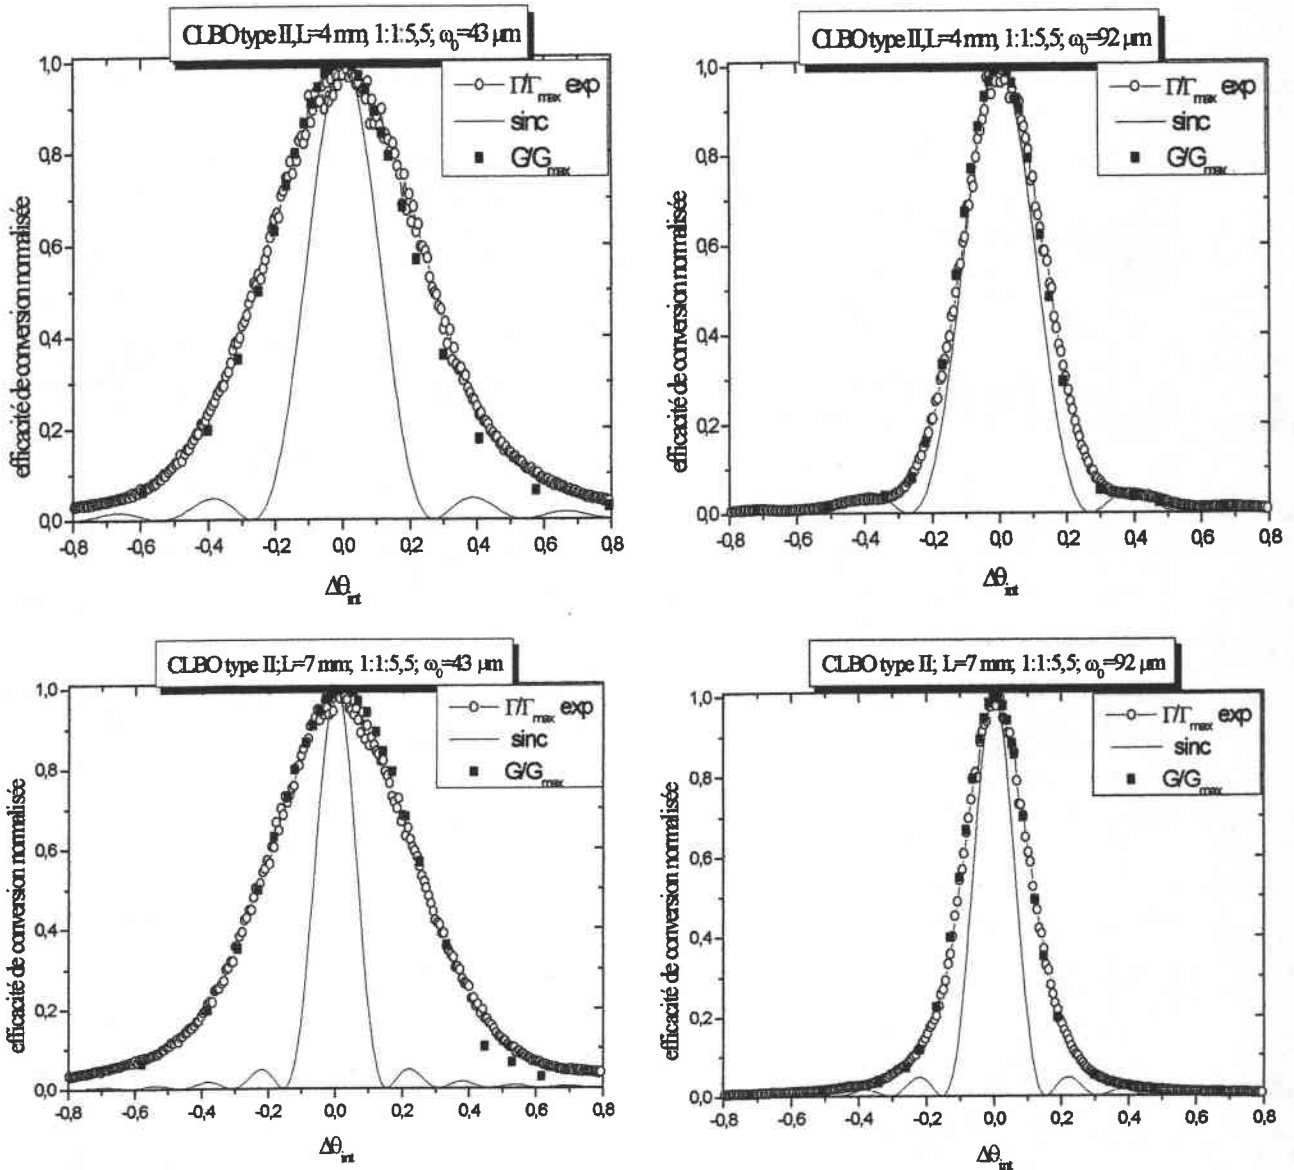 CLBO type II,L=4 mm, 1:1:5,5; ω₀=43 µm
Γ/Γmax exp
sinc
G/Gmax
efficacité de conversion normalisée
1,0
0,8
0,6
0,4
0,2
0,0
-0,8 -0,6 -0,4 -0,2 0,0 0,2 0,4 0,6 0,8
Δθint
CLBO type II,L=4 mm, 1:1:5,5; ω₀=92 µm
Γ/Γmax exp
sinc
G/Gmax
efficacité de conversion normalisée
1,0
0,8
0,6
0,4
0,2
0,0
-0,8 -0,6 -0,4 -0,2 0,0 0,2 0,4 0,6 0,8
Δθint
CLBO type II; L=7 mm; 1:1:5,5; ω₀=43 µm
Γ/Γmax exp
sinc
G/Gmax
efficacité de conversion normalisée
1,0
0,8
0,6
0,4
0,2
0,0
-0,8 -0,6 -0,4 -0,2 0,0 0,2 0,4 0,6 0,8
Δθint
CLBO type II; L=7 mm; 1:1:5,5; ω₀=92 µm
Γ/Γmax exp
sinc
G/Gmax
efficacité de conversion normalisée
1,0
0,8
0,6
0,4
0,2
0,0
-0,8 -0,6 -0,4 -0,2 0,0 0,2 0,4 0,6 0,8
Δθint